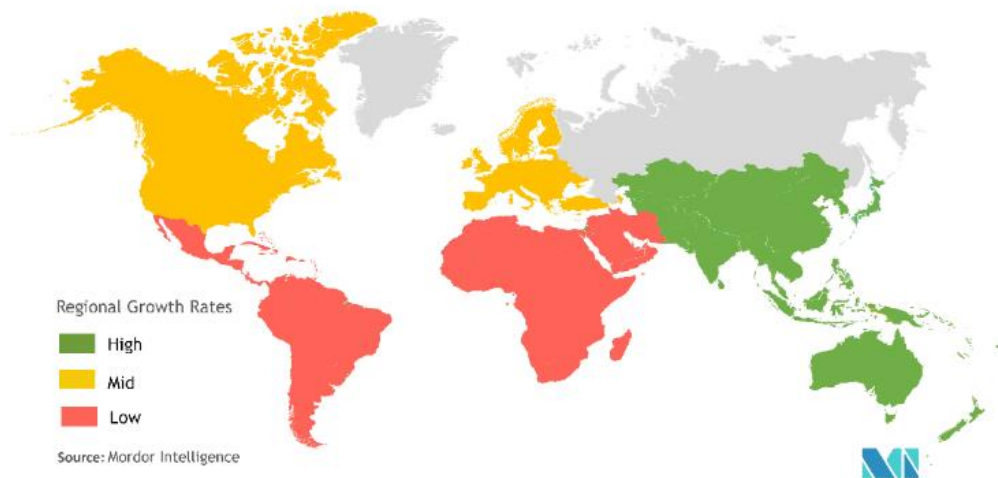 Regional Growth Rates
High
Mid
Low
Source: Mordor Intelligence